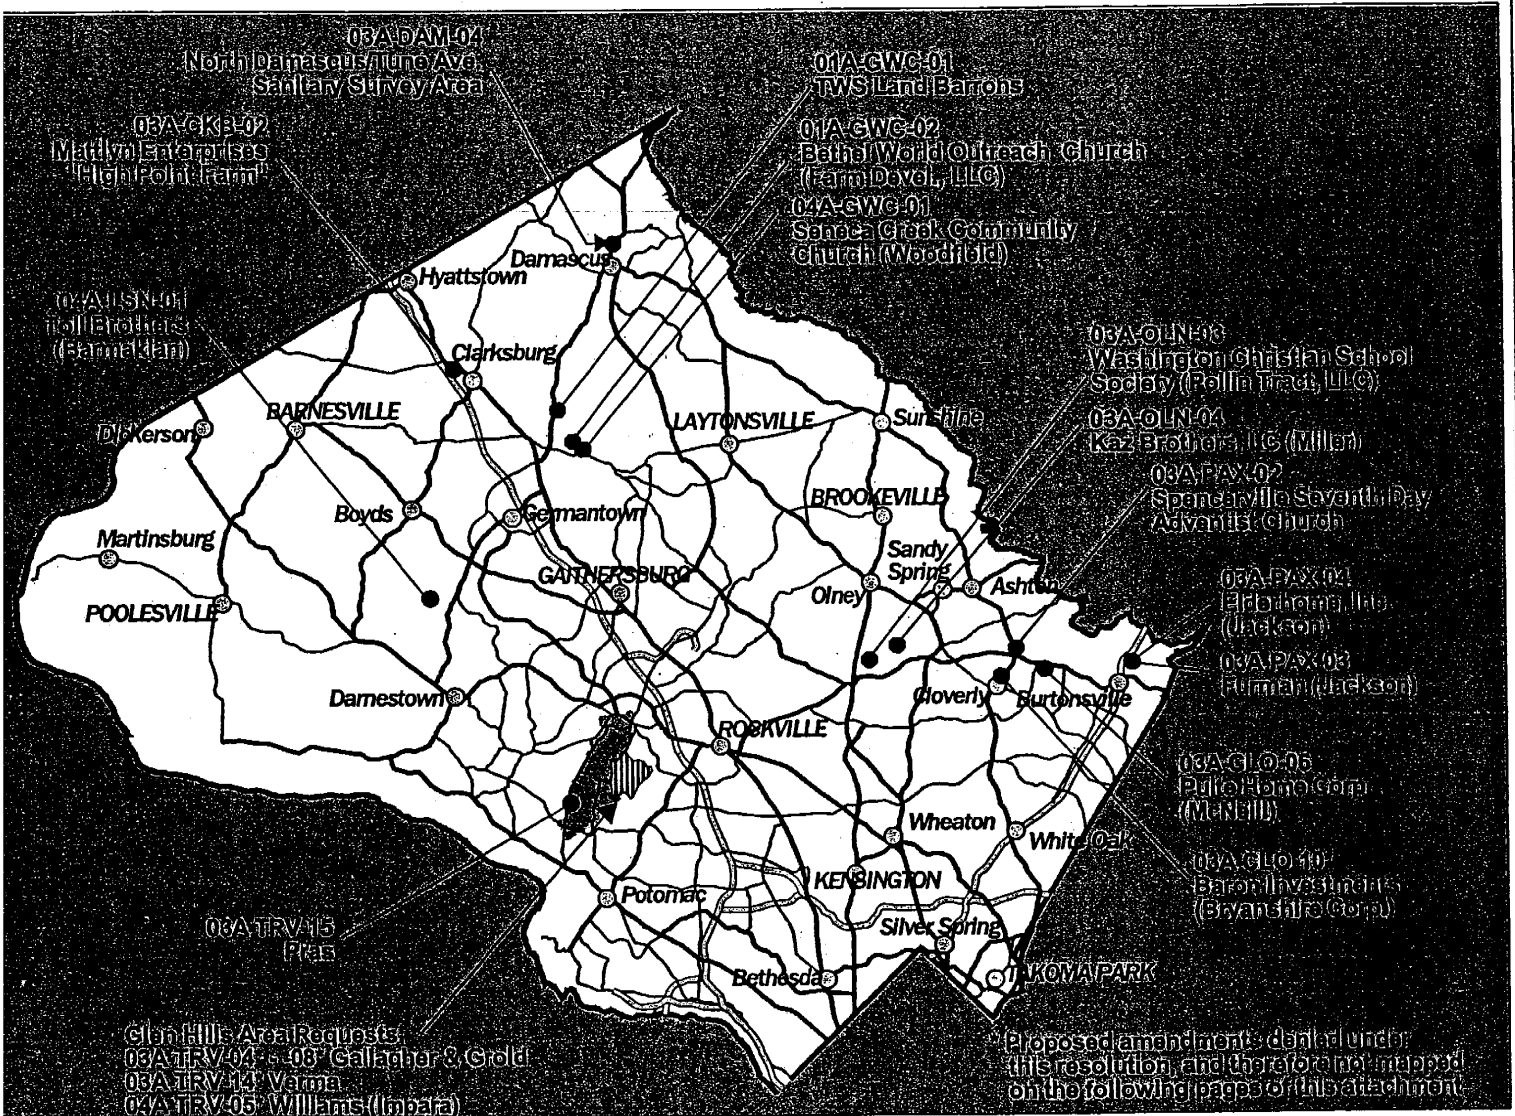 03A-DAM-04
North Damascus/Tune Ave.
Sanitary Survey Area
01A-GWC-01
TWS Land Barrons
03A-CKB-02
Mattlyn Enterprises
"High Point Farm"
01A-GWC-02
Bethel World Outreach Church
(Farm Devel., LLC)
04A-GWC-01
Seneca Creek Community
Church (Woodfield)
Damascus
Hyattstown
04A-LSN-01
Toll Brothers
(Harmakian)
03A-OLN-03
Washington Christian School
Society (Pollin Tract, LLC)
Clarksburg
BARNESVILLE
LAYTONSVILLE
Sunshine
Dickerson
03A-OLN-04
Kaz Brothers, LC (Miller)
03A-PAX-02
Spencerville Seventh Day
Adventist Church
BROOKEVILLE
Boyds
Germantown
Martinsburg
Sandy
Spring
GAITHERSBURG
Olney
Ashton
POOLESVILLE
03A-PAX-04
Elderhome, Inc.
(Jackson)
03A-PAX-03
Furman (Jackson)
Darnestown
Cloverly
Burtonsville
ROCKVILLE
03A-CLO-06
Pulte Home Corp.
(McNeill)
Wheaton
White Oak
03A-CLO-10
Baron Investments
(Bryanshire Corp.)
KENSINGTON
Potomac
03A-TRV-15
Pras
Silver Spring
Bethesda
TAKOMA PARK
Glen Hills Area Requests
03A-TRV-04 -08* Gallagher & Grold
03A-TRV-14* Verma
04A-TRV-05* Williams (Impara)
* Proposed amendments denied under
this resolution, and therefore not mapped
on the following pages of this attachment